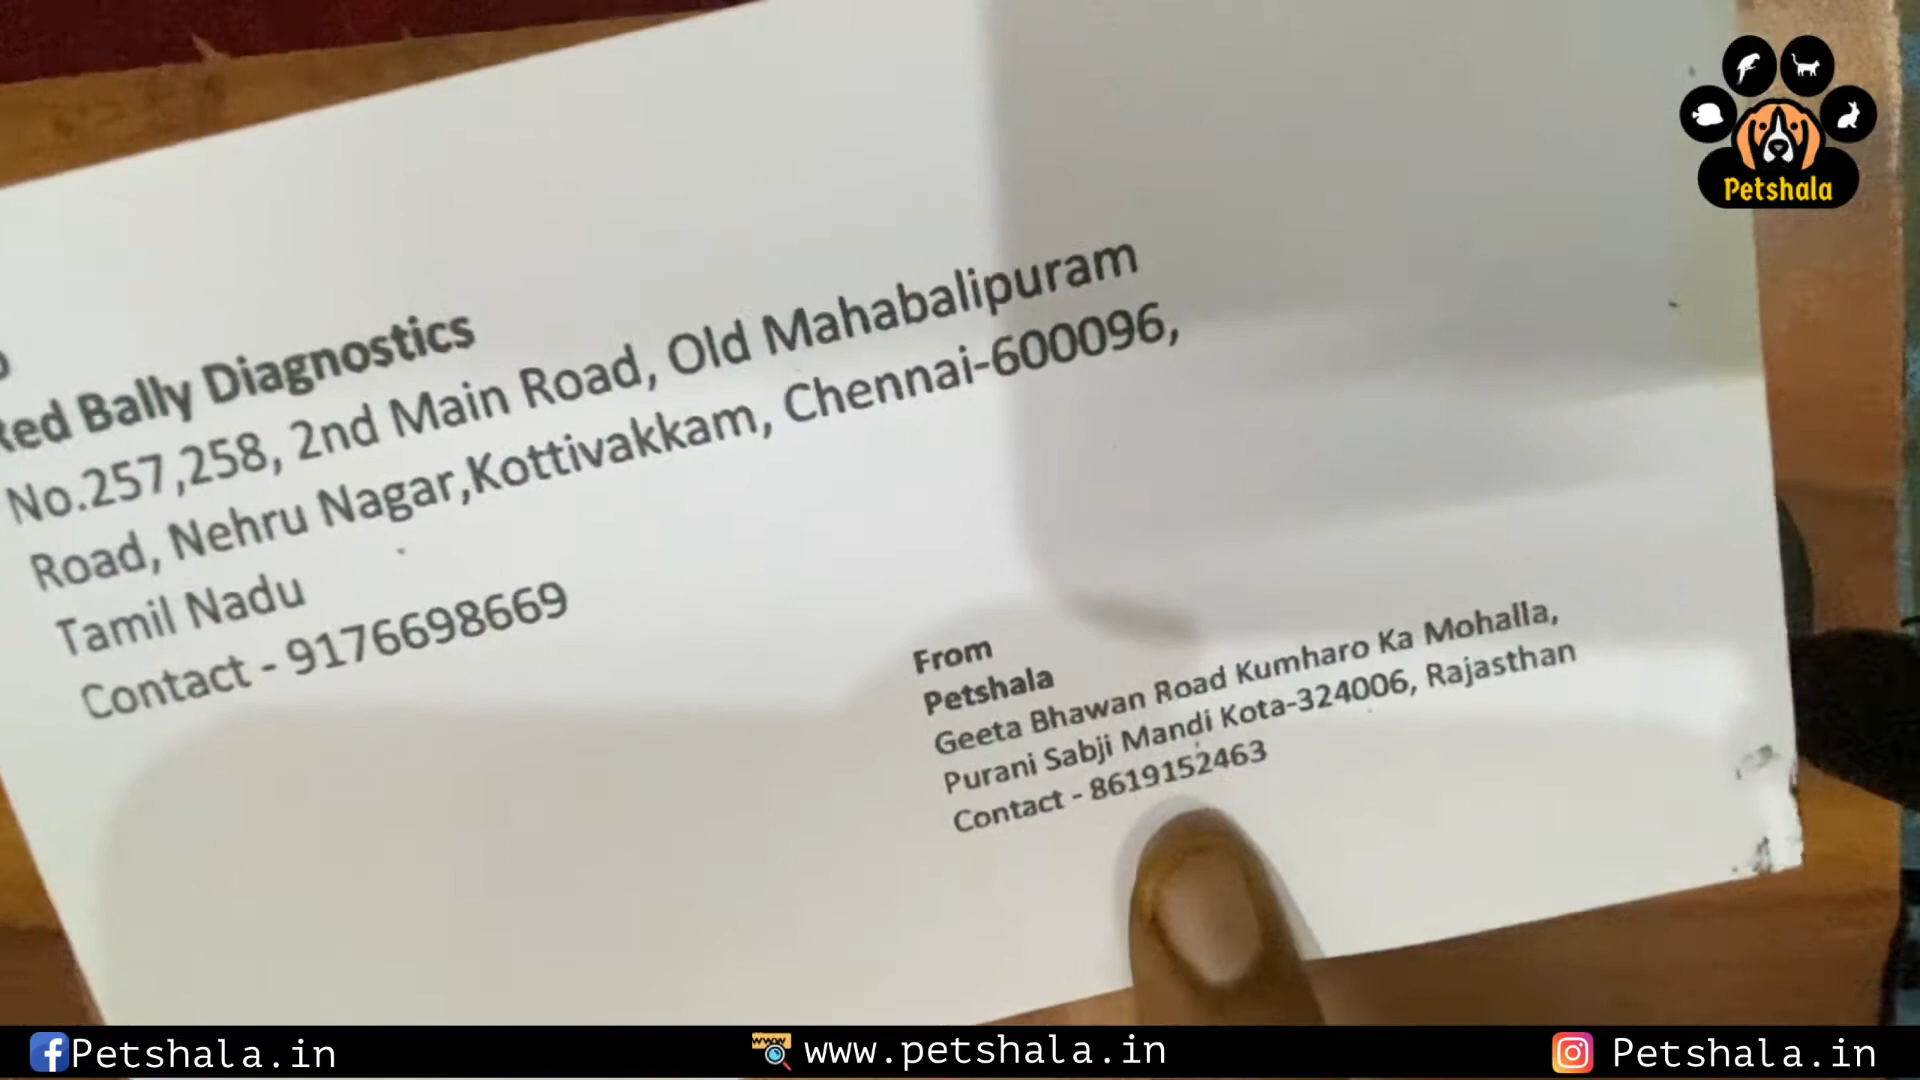 Red Bally Diagnostics
No.257,258, 2nd Main Road, Old Mahabalipuram
Road, Nehru Nagar,Kottivakkam, Chennai-600096,
Tamil Nadu
Contact - 9176698669
From
Petshala
Geeta Bhawan Road Kumharo Ka Mohalla,
Purani Sabji Mandi Kota-324006, Rajasthan
Contact - 8619152463
Petshala
Petshala.in
www
www.petshala.in
Petshala.in